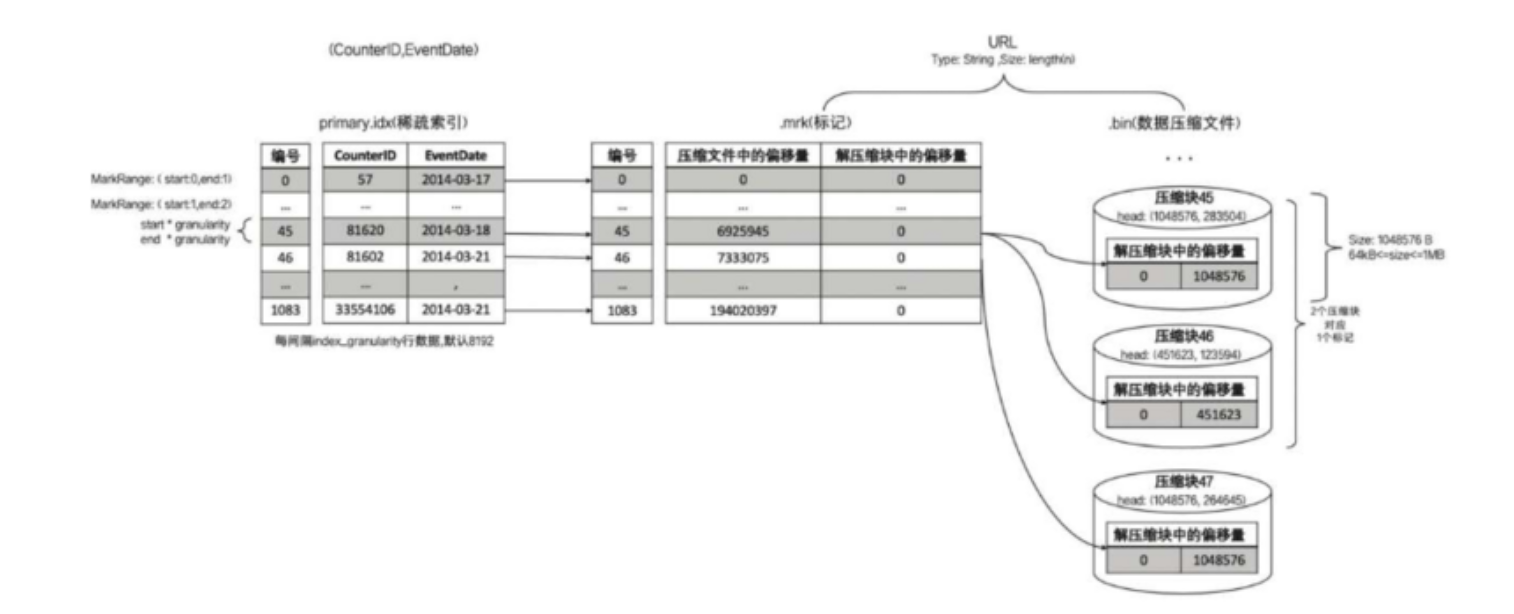 (CounterID,EventDate)
URL
Type: String ,Size: length(n)
primary.idx(稀疏索引)
.mrk(标记)
.bin(数据压缩文件)
编号 CounterID EventDate
编号 压缩文件中的偏移量 解压缩块中的偏移量
...
MarkRange: ( start:0,end:1)
0 57 2014-03-17
0 0 0
MarkRange: ( start:1,end:2)
... ... ...
... ... ...
start * granularity
end * granularity
45 81620 2014-03-18
45 6925945 0
46 81602 2014-03-21
46 7333075 0
... ... ,
... ... ...
1083 33554106 2014-03-21
1083 194020397 0
每间隔index_granularity行数据,默认8192
压缩块45
head: (1048576, 283504)
解压缩块中的偏移量
0 1048576
Size: 1048576 B
64kB<=size<=1MB
2个压缩块
对应
1个标记
压缩块46
head: (451623, 123594)
解压缩块中的偏移量
0 451623
压缩块47
head: (1048576, 264645)
解压缩块中的偏移量
0 1048576